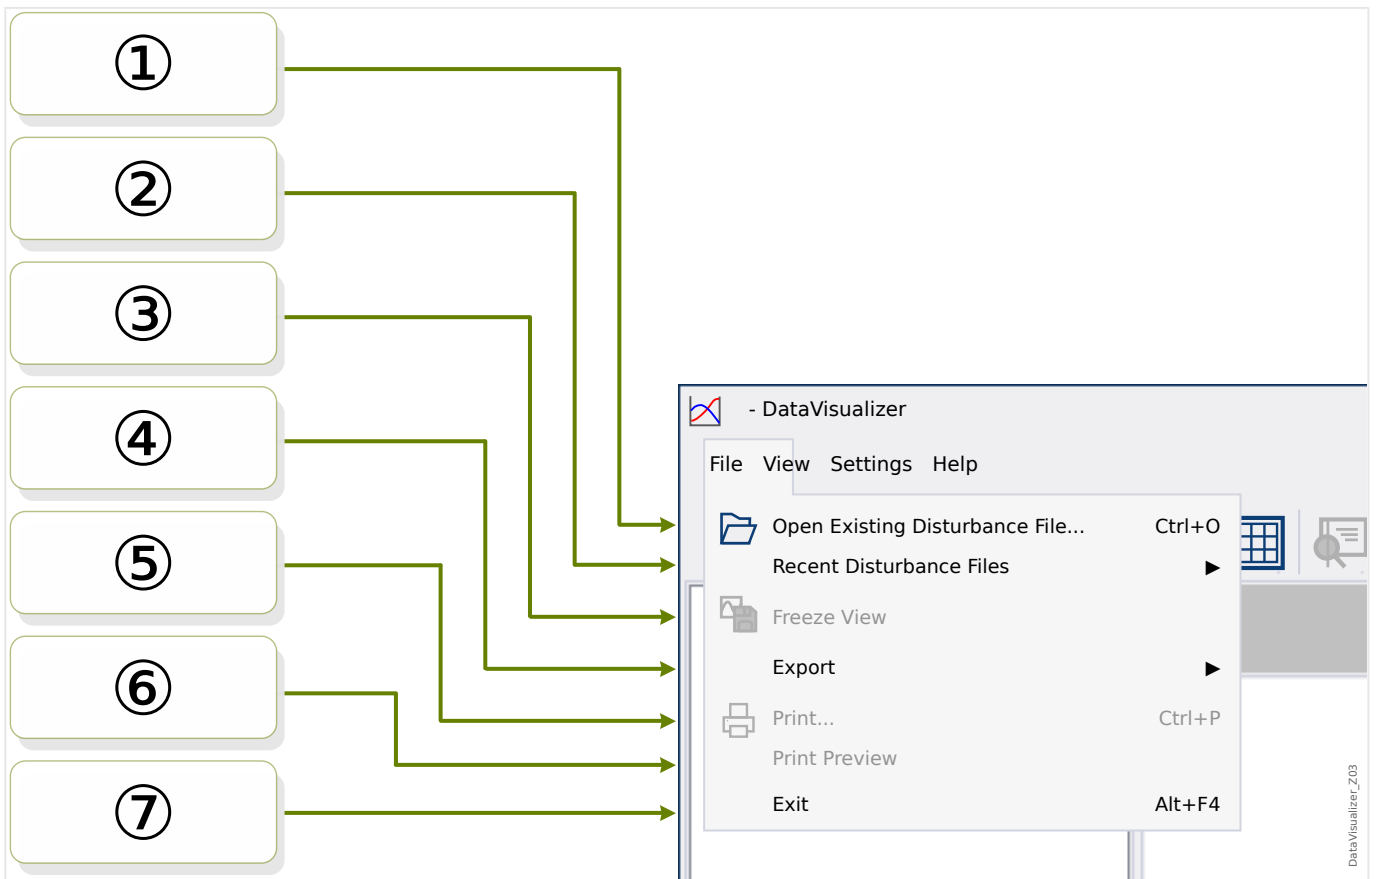 ①
②
③
④
⑤
⑥
⑦
- DataVisualizer
File View Settings Help
Open Existing Disturbance File... Ctrl+O
Recent Disturbance Files ▶
Freeze View
Export ▶
Print... Ctrl+P
Print Preview
Exit Alt+F4
DataVisualizer_Z03